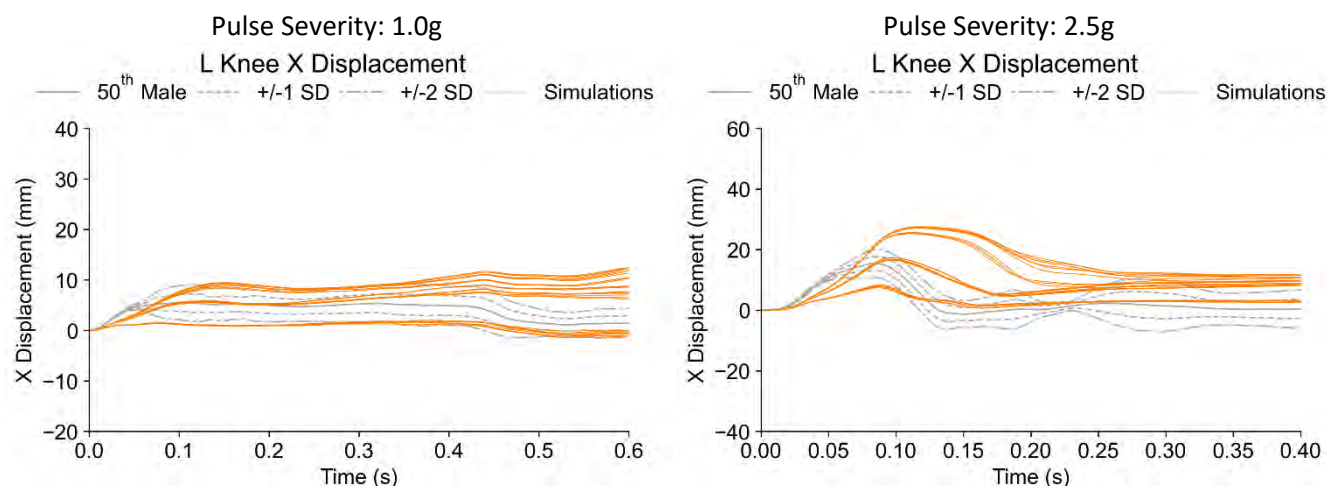 Pulse Severity: 1.0g
L Knee X Displacement
50th Male +/-1 SD +/-2 SD Simulations
40
30
20
10
0
−10
−20
X Displacement (mm)
0.0 0.1 0.2 0.3 0.4 0.5 0.6
Time (s)
Pulse Severity: 2.5g
L Knee X Displacement
50th Male +/-1 SD +/-2 SD Simulations
60
40
20
0
−20
−40
X Displacement (mm)
0.00 0.05 0.10 0.15 0.20 0.25 0.30 0.35 0.40
Time (s)